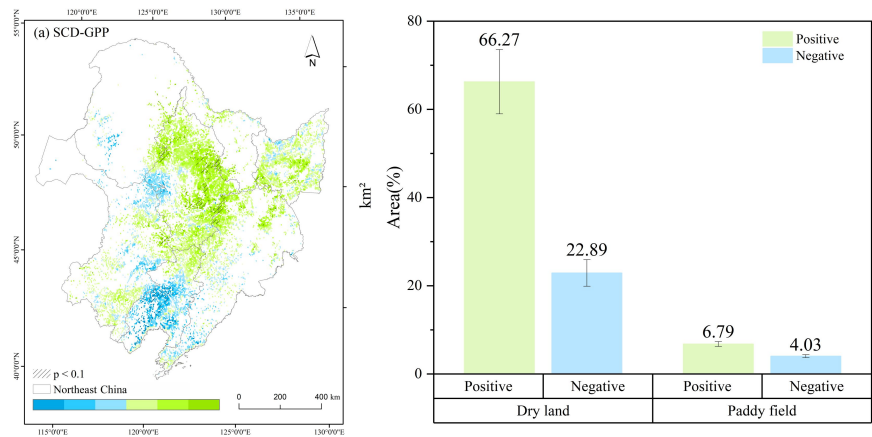 120°0'0"E 125°0'0"E 130°0'0"E 135°0'0"E
(a) SCD-GPP
N
55°0'0"N
50°0'0"N
45°0'0"N
40°0'0"N
p < 0.1
Northeast China
0 200 400 km
115°0'0"E 120°0'0"E 125°0'0"E 130°0'0"E
km²
Area(%)
80
60
40
20
0
Positive
Negative
66.27
22.89
6.79
4.03
Positive Negative Positive Negative
Dry land Paddy field